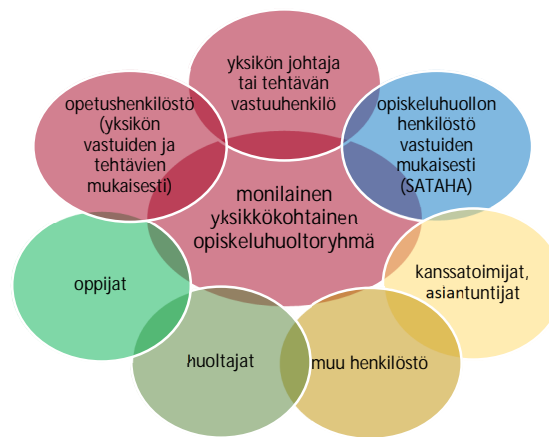 yksikön johtaja
tai tehtävän
vastuuhenkilö
opetushenkilöstö
(yksikön
vastuiden ja
tehtävien
mukaisesti)
opiskeluhuollon
henkilöstö
vastuiden
mukaisesti
(SATAHA)
monilainen
yksikkökohtainen
opiskeluhuoltoryhmä
oppijat
kanssatoimijat,
asiantuntijat
huoltajat
muu henkilöstö